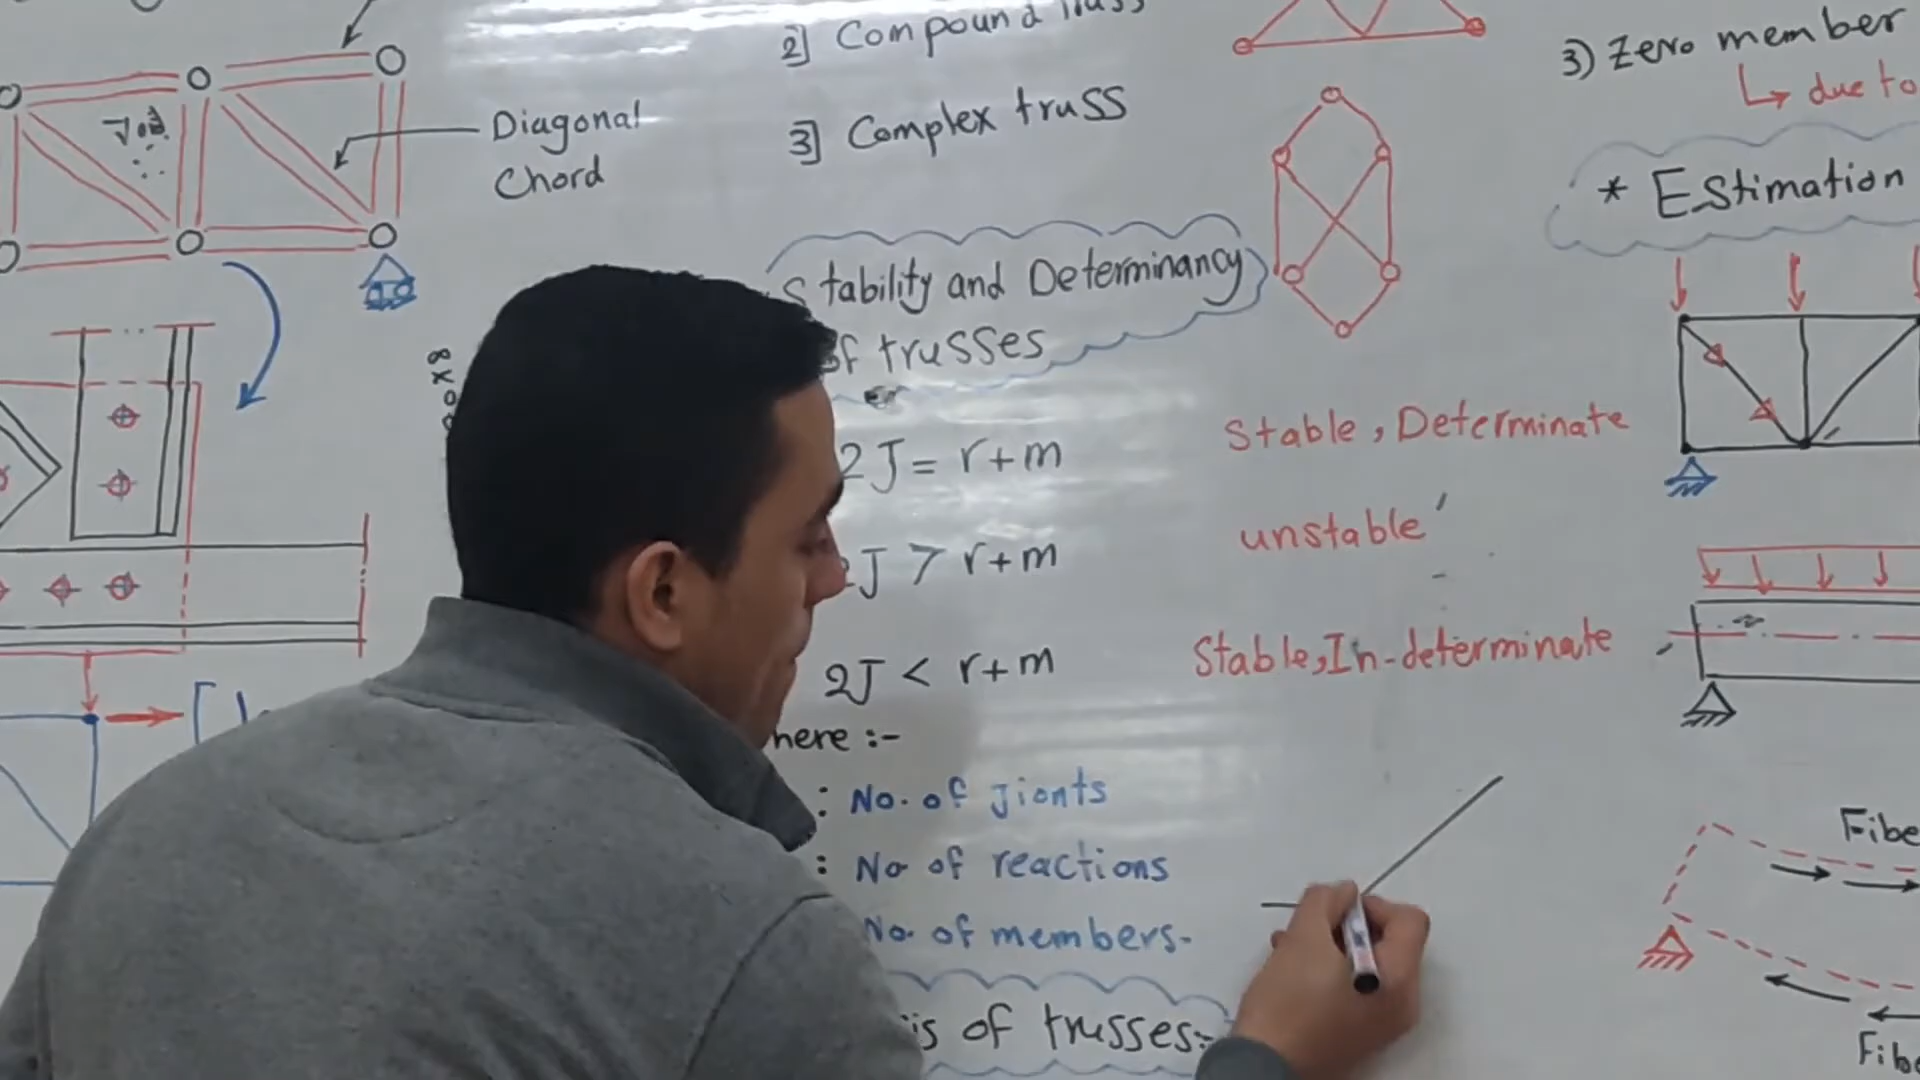 Diagonal
Chord
2] Compound truss
3] Complex truss
Stability and Determinancy
of trusses
2J = r+m
Stable, Determinate
J > r+m
unstable
2J < r+m
Stable, In-determinate
here :-
: No. of Jionts
: No of reactions
No. of members.
is of trusses:-
3) Zero member
due to
* Estimation
Fibe
Fibe